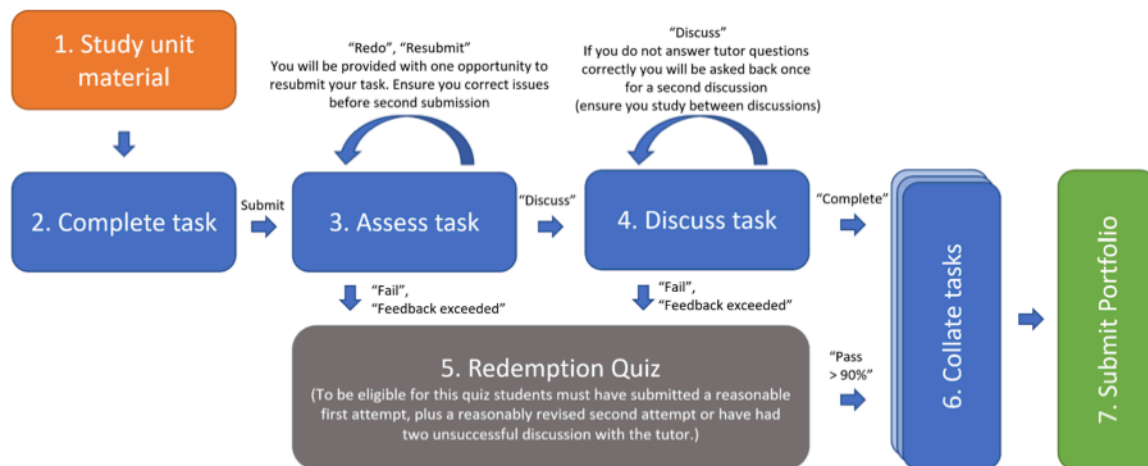 1. Study unit
material
“Redo”, “Resubmit”
You will be provided with one opportunity to
resubmit your task. Ensure you correct issues
before second submission
“Discuss”
If you do not answer tutor questions
correctly you will be asked back once
for a second discussion
(ensure you study between discussions)
2. Complete task
Submit
3. Assess task
“Discuss”
4. Discuss task
“Complete”
“Fail”,
“Feedback exceeded”
“Fail”,
“Feedback exceeded”
5. Redemption Quiz
(To be eligible for this quiz students must have submitted a reasonable
first attempt, plus a reasonably revised second attempt or have had
two unsuccessful discussion with the tutor.)
“Pass
> 90%”
6. Collate tasks
7. Submit Portfolio